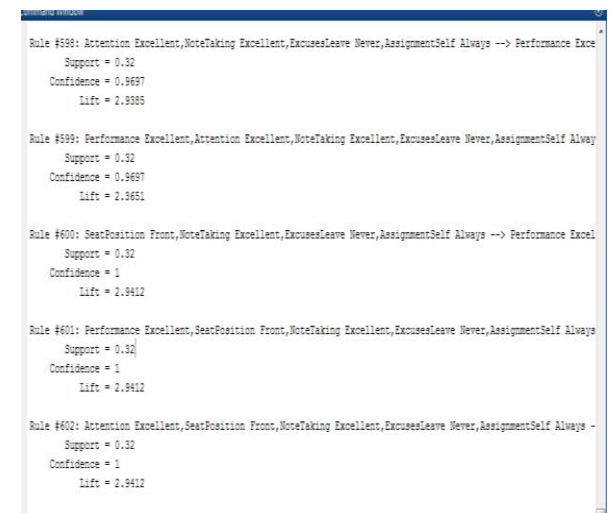 Command Window
Rule #598: Attention Excellent,NoteTaking Excellent,ExcusesLeave Never,AssignmentSelf Always --> Performance Exce
Support = 0.32
Confidence = 0.9697
Lift = 2.9385
Rule #599: Performance Excellent,Attention Excellent,NoteTaking Excellent,ExcusesLeave Never,AssignmentSelf Alway
Support = 0.32
Confidence = 0.9697
Lift = 2.3651
Rule #600: SeatPosition Front,NoteTaking Excellent,ExcusesLeave Never,AssignmentSelf Always --> Performance Excel
Support = 0.32
Confidence = 1
Lift = 2.9412
Rule #601: Performance Excellent,SeatPosition Front,NoteTaking Excellent,ExcusesLeave Never,AssignmentSelf Always
Support = 0.32
Confidence = 1
Lift = 2.9412
Rule #602: Attention Excellent,SeatPosition Front,NoteTaking Excellent,ExcusesLeave Never,AssignmentSelf Always -
Support = 0.32
Confidence = 1
Lift = 2.9412